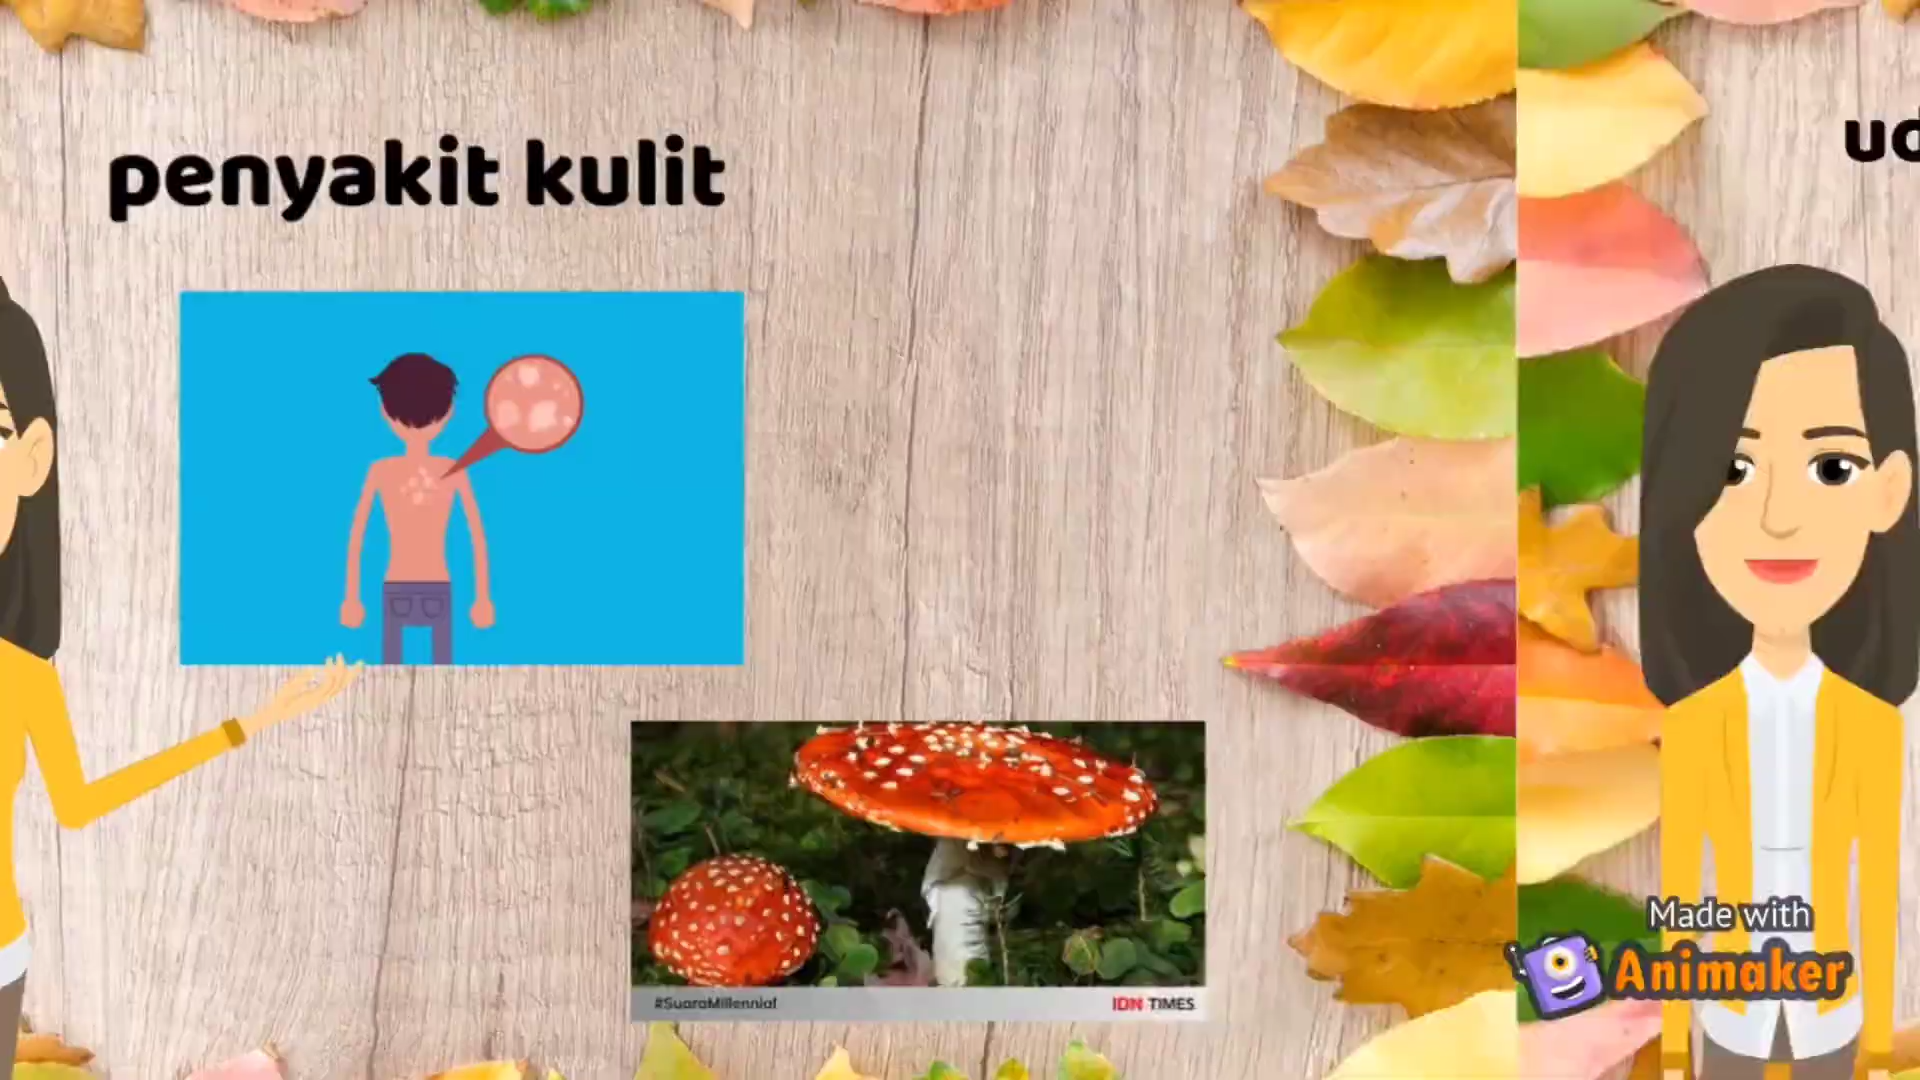 penyakit kulit
#SuaraMillennial
IDN TIMES
Made with
Animaker